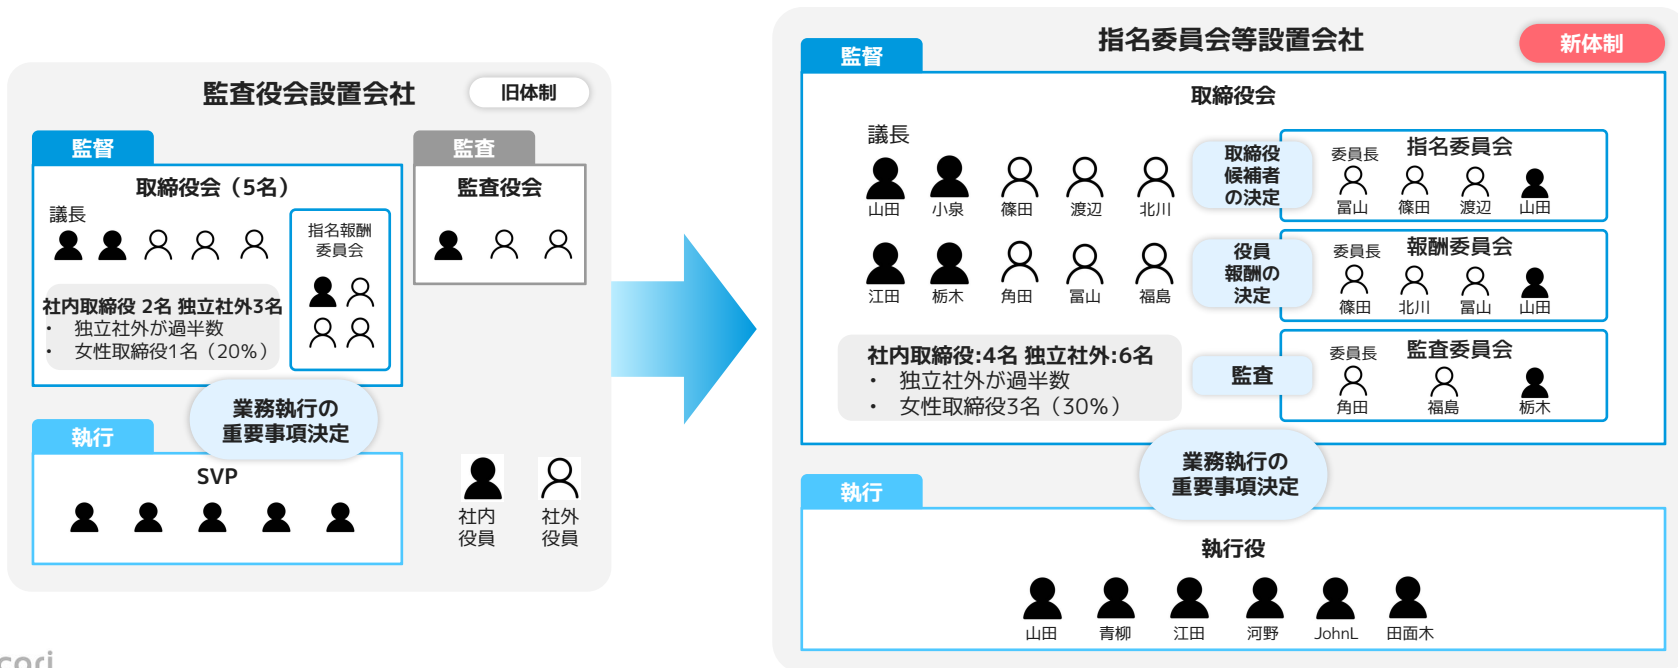 監査役会設置会社
旧体制
監督
取締役会（5名）
議長
指名報酬
委員会
社内取締役 2名 独立社外3名
・ 独立社外が過半数
・ 女性取締役1名（20%）
監査
監査役会
業務執行の
重要事項決定
執行
SVP
社内
役員
社外
役員
指名委員会等設置会社
新体制
監督
取締役会
議長
山田 小泉 篠田 渡辺 北川
江田 栃木 角田 冨山 福島
社内取締役:4名 独立社外:6名
・ 独立社外が過半数
・ 女性取締役3名（30%）
取締役
候補者
の決定
指名委員会
委員長
冨山 篠田 渡辺 山田
役員
報酬の
決定
報酬委員会
委員長
篠田 北川 冨山 山田
監査
監査委員会
委員長
角田 福島 栃木
業務執行の
重要事項決定
執行
執行役
山田 青柳 江田 河野 JohnL 田面木